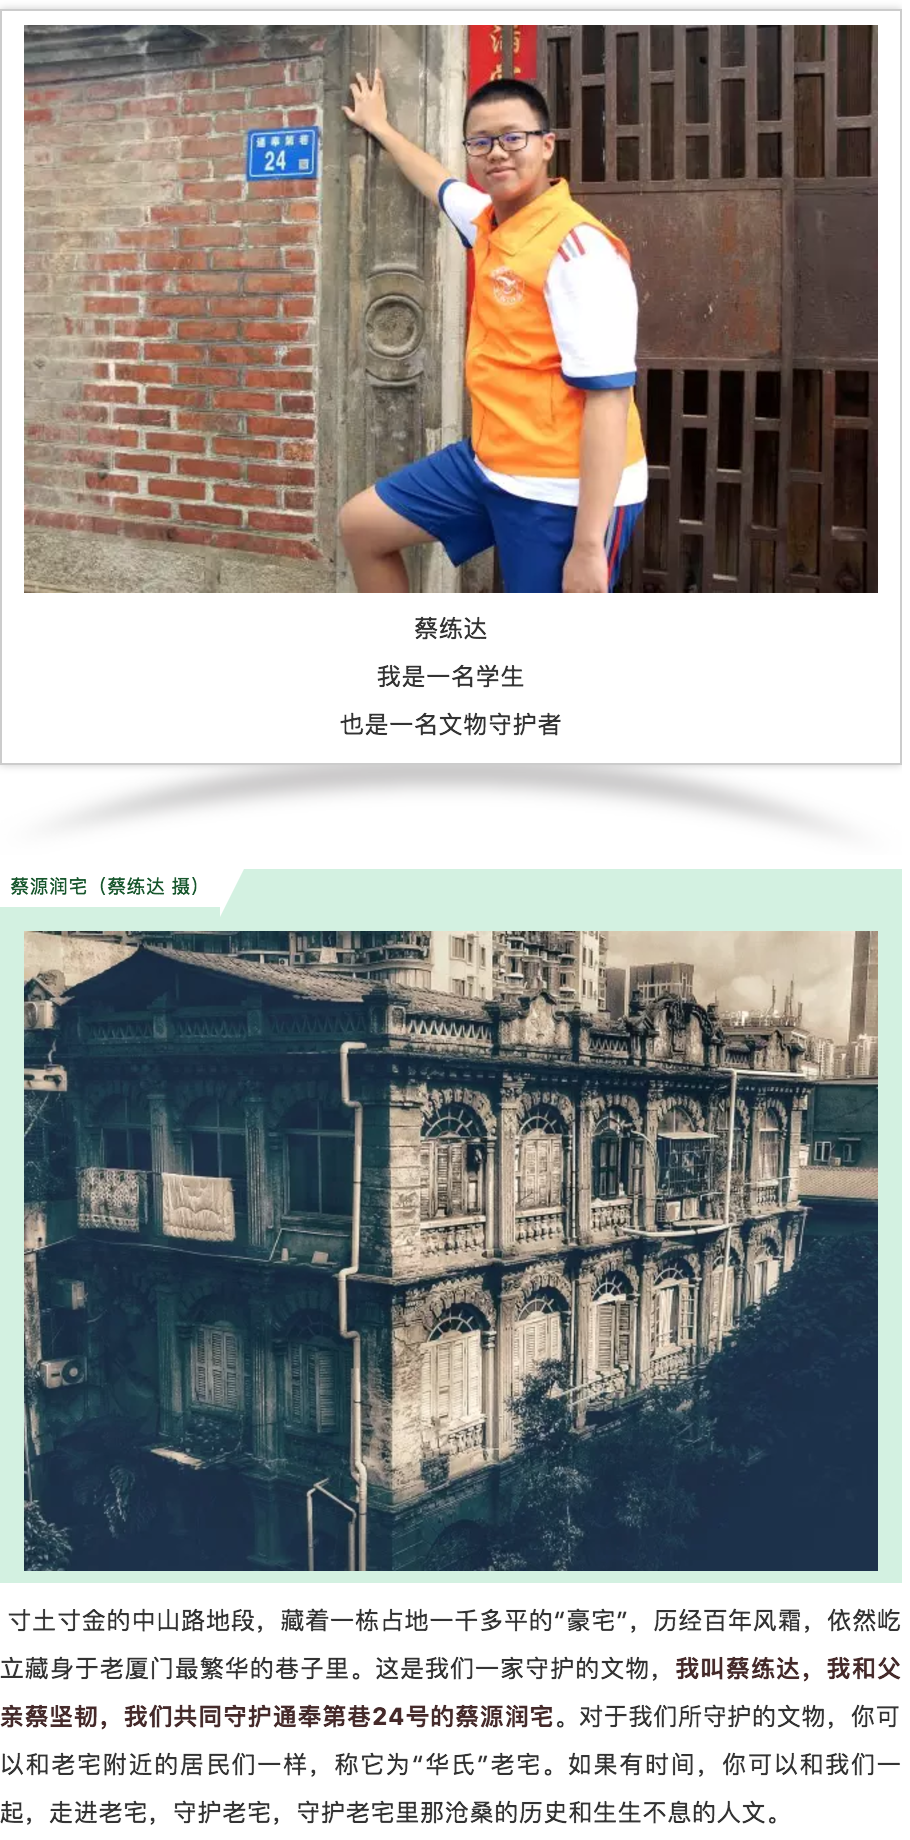 通奉第巷
24
蔡练达
我是一名学生
也是一名文物守护者
蔡源润宅（蔡练达 摄）
寸土寸金的中山路地段，藏着一栋占地一千多平的“豪宅”，历经百年风霜，依然屹
立藏身于老厦门最繁华的巷子里。这是我们一家守护的文物，我叫蔡练达，我和父
亲蔡坚韧，我们共同守护通奉第巷24号的蔡源润宅。对于我们所守护的文物，你可
以和老宅附近的居民们一样，称它为“华氏”老宅。如果有时间，你可以和我们一
起，走进老宅，守护老宅，守护老宅里那沧桑的历史和生生不息的人文。